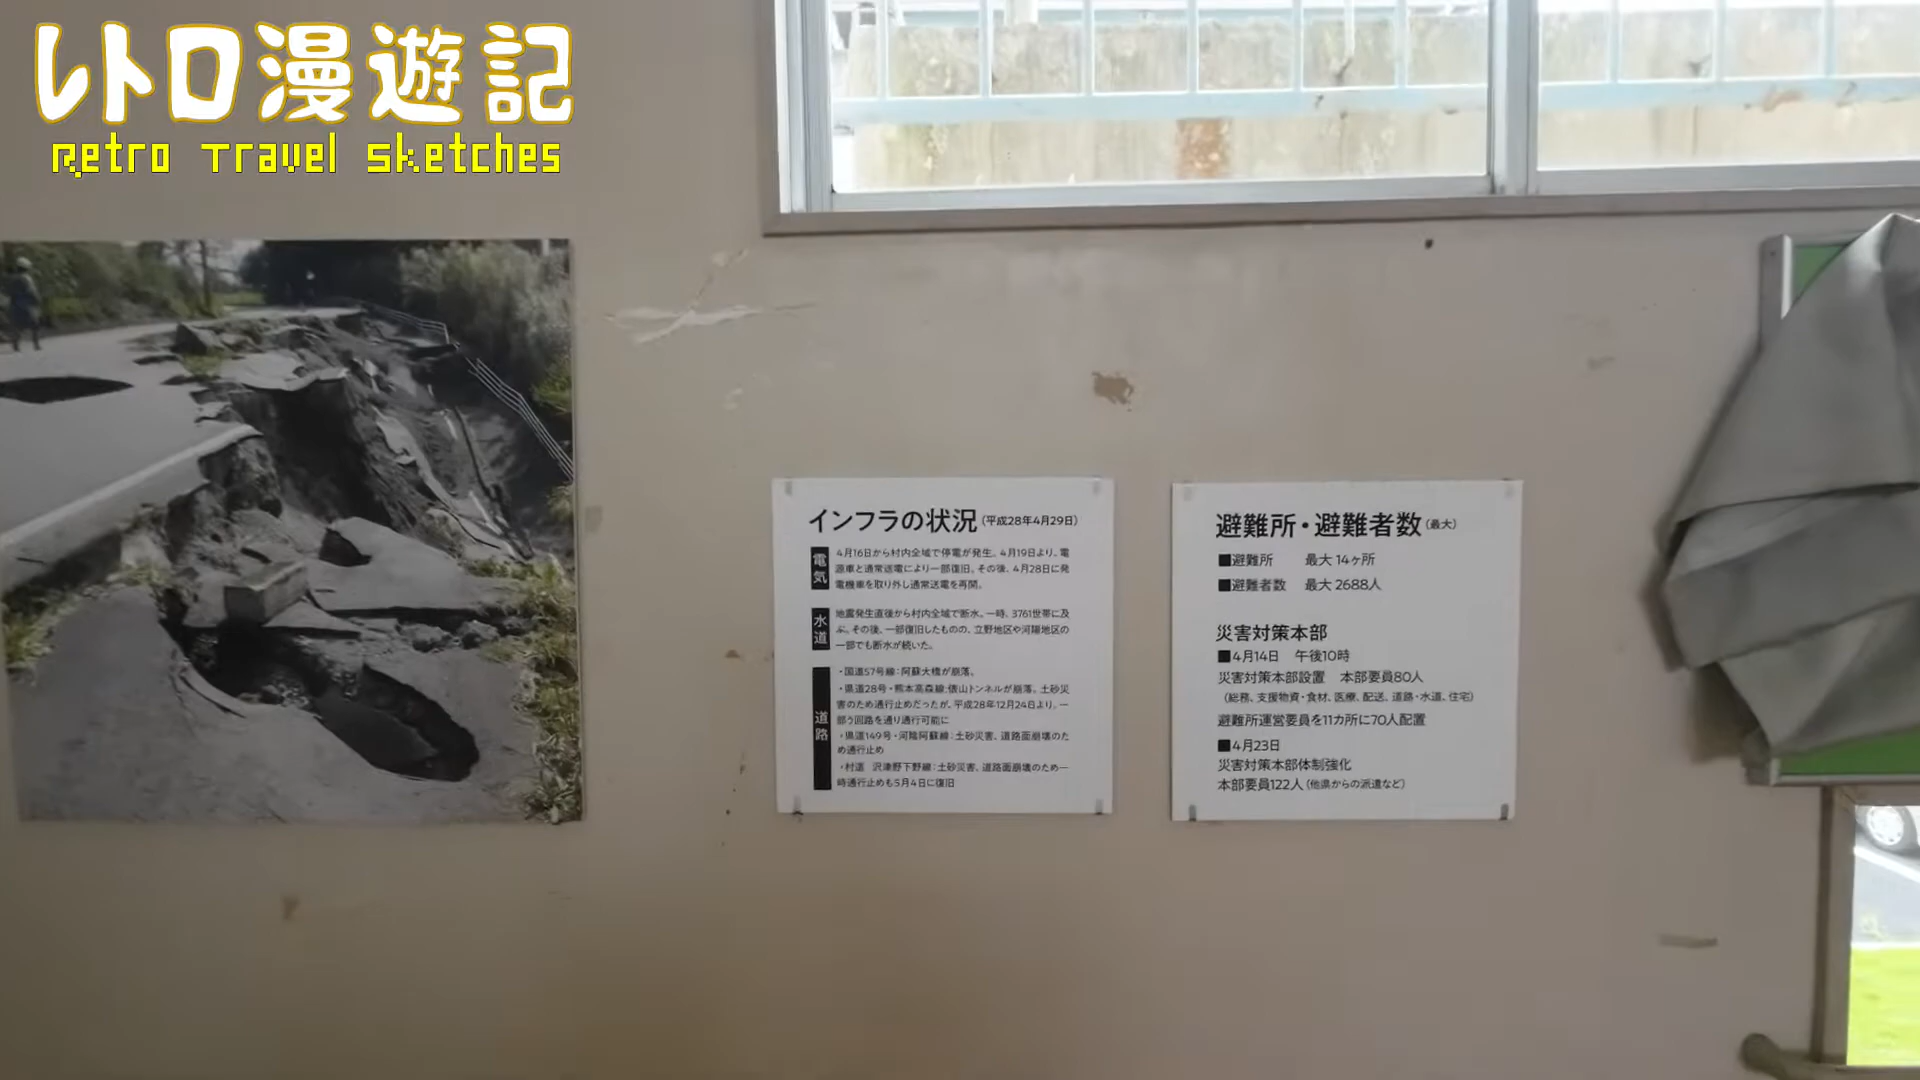 レトロ漫遊記
Retro Travel Sketches
インフラの状況(平成28年4月29日)
電気
4月16日から村内全域で停電が発生。4月19日より、電
源車と通常送電により一部復旧。その後、4月28日に発
電機車を取り外し通常送電を再開。
水道
地震発生直後から村内全域で断水。一時、3761世帯に及
ぶ。その後、一部復旧したものの、立野地区や河陽地区の
一部でも断水が続いた。
道路
・国道57号線：阿蘇大橋が崩落、
・県道28号・熊本高森線：俵山トンネルが崩落、土砂災
害のため通行止めだったが、平成28年12月24日より、一
部う回路を通り通行可能に
・県道149号・河陰阿蘇線：土砂災害、道路面崩壊のた
め通行止め
・村道　沢津野下野線：土砂災害、道路面崩壊のため一
時通行止めも5月4日に復旧
避難所・避難者数(最大)
■避難所　最大 14ヶ所
■避難者数　最大 2688人
災害対策本部
■4月14日　午後10時
災害対策本部設置　本部要員80人
(総務、支援物資・食材、医療、配送、道路・水道、住宅)
避難所運営要員を11カ所に70人配置
■4月23日
災害対策本部体制強化
本部要員122人(他県からの派遣など)